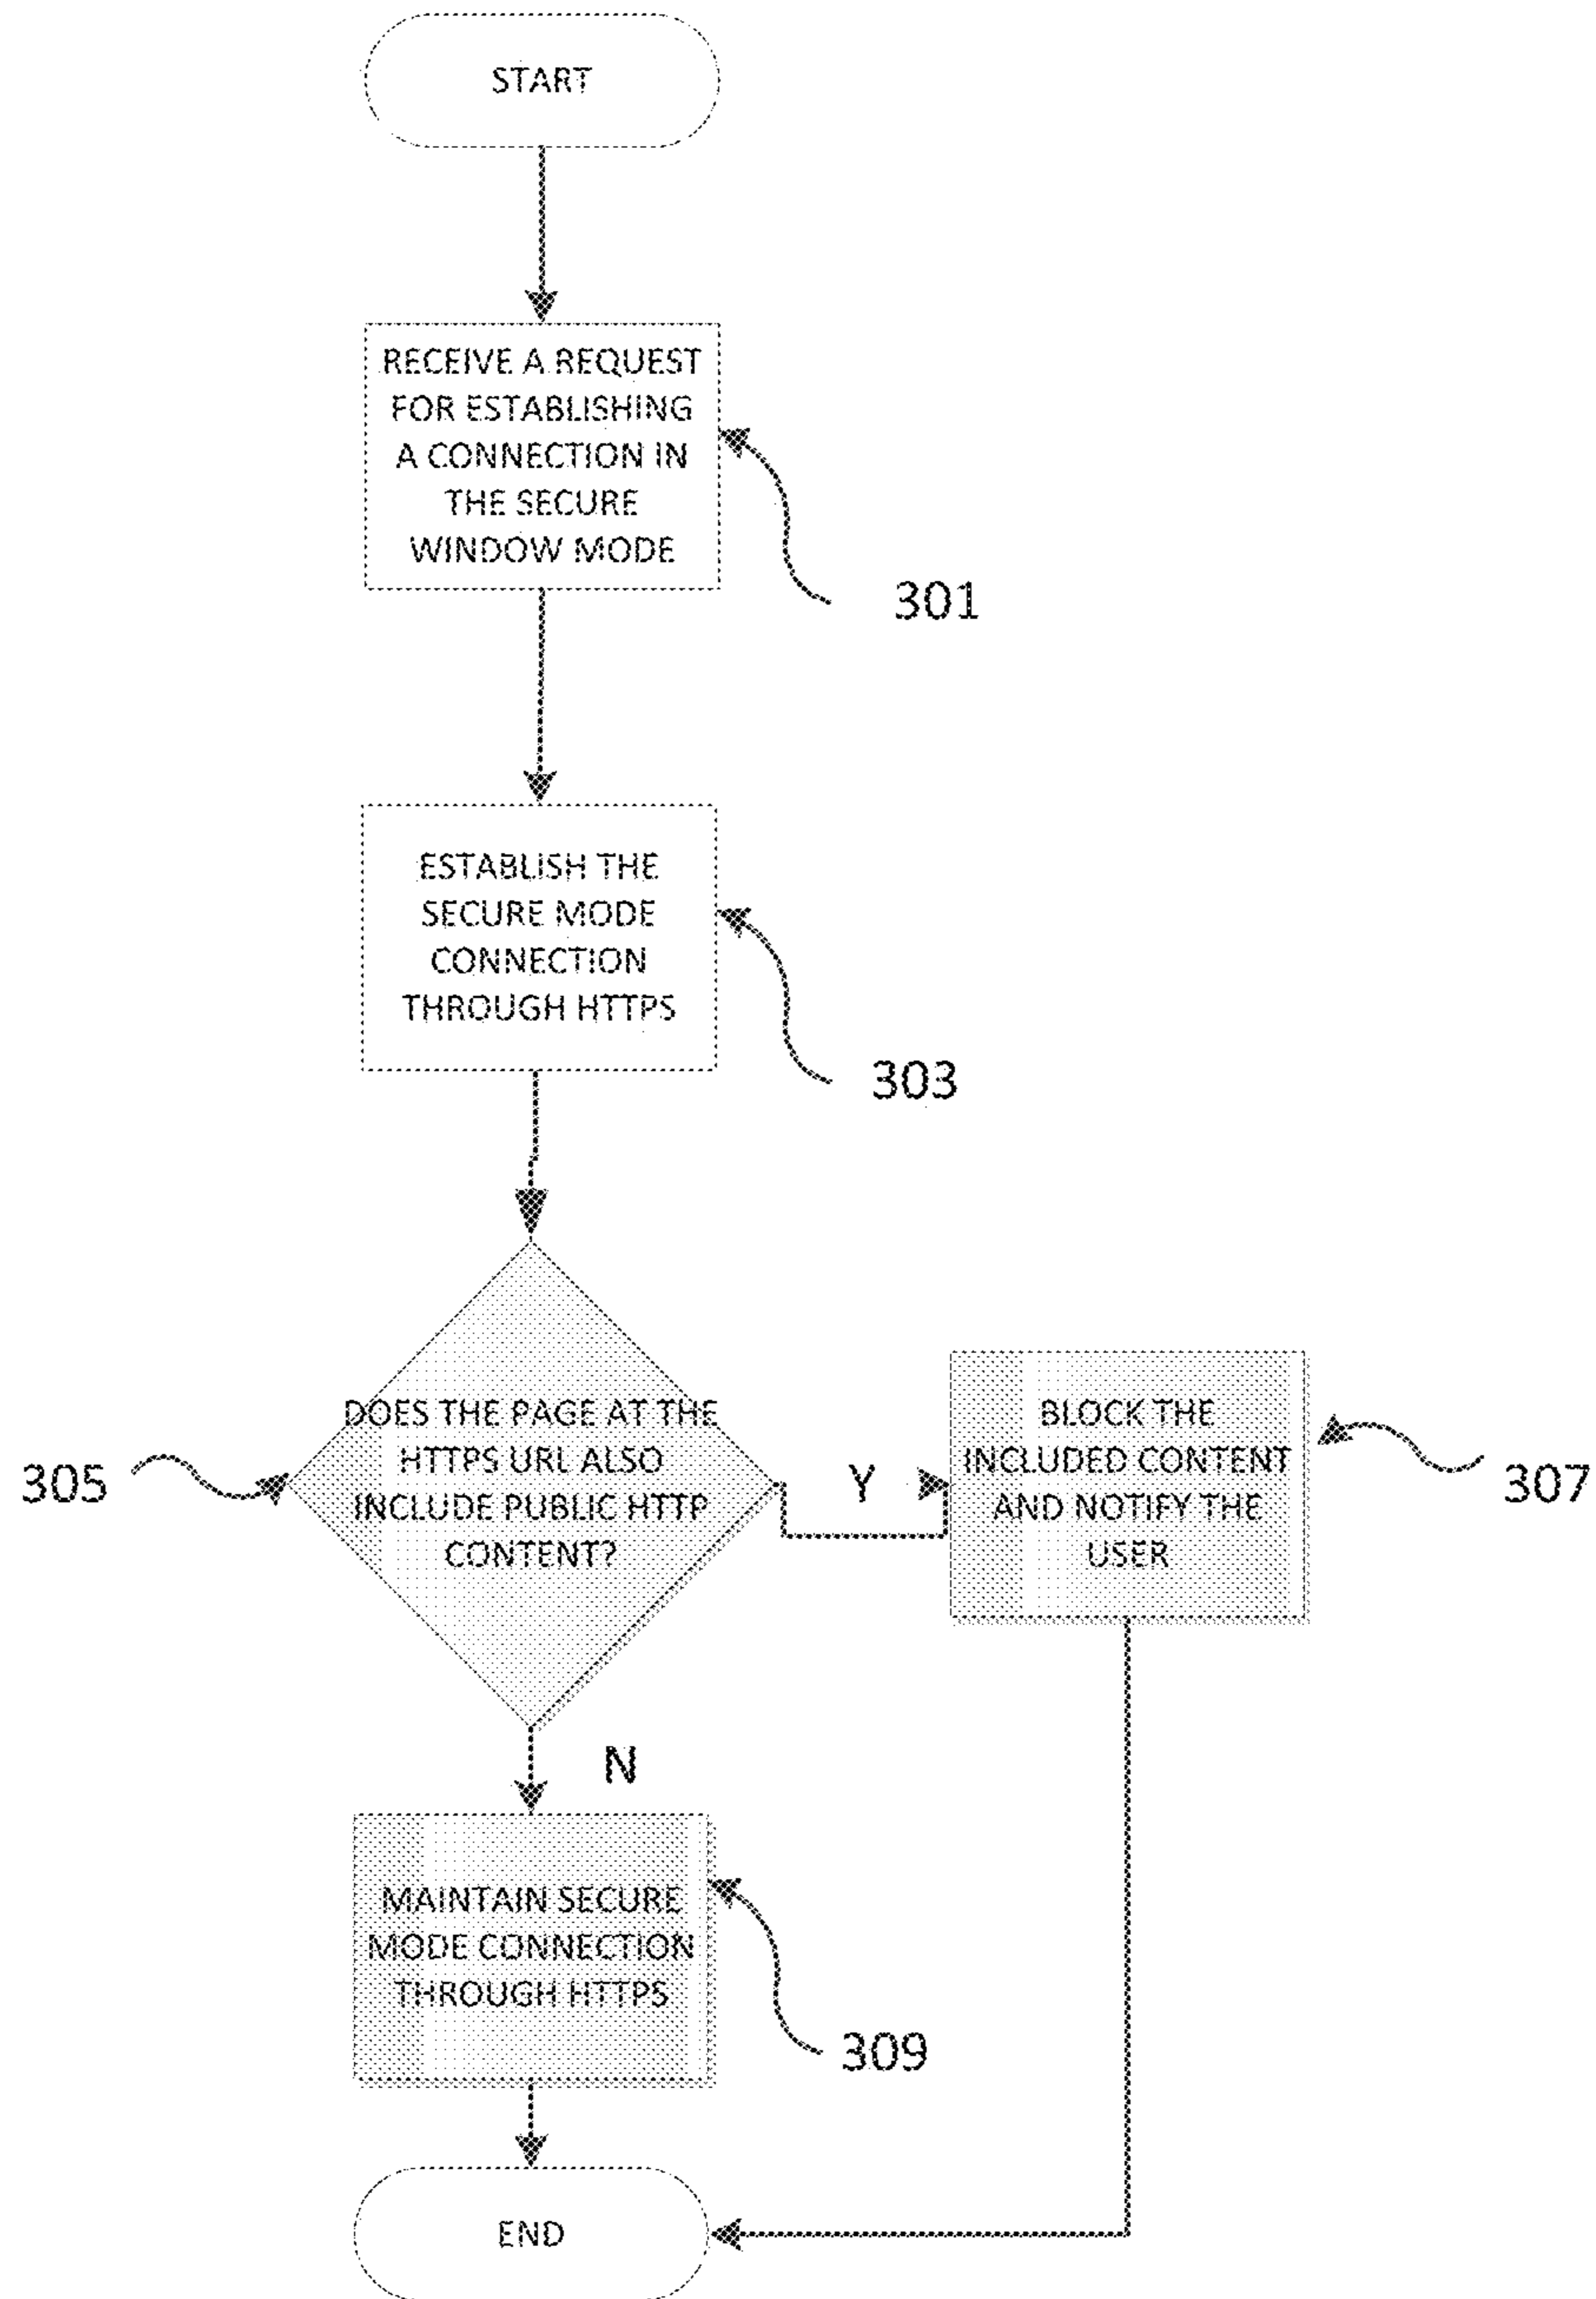 START
RECEIVE A REQUEST
FOR ESTABLISHING
A CONNECTION IN
THE SECURE
WINDOW MODE
301
ESTABLISH THE
SECURE MODE
CONNECTION
THROUGH HTTPS
303
DOES THE PAGE AT THE
HTTPS URL ALSO
INCLUDE PUBLIC HTTP
CONTENT?
305
Y
BLOCK THE
INCLUDED CONTENT
AND NOTIFY THE
USER
307
N
MAINTAIN SECURE
MODE CONNECTION
THROUGH HTTPS
309
END